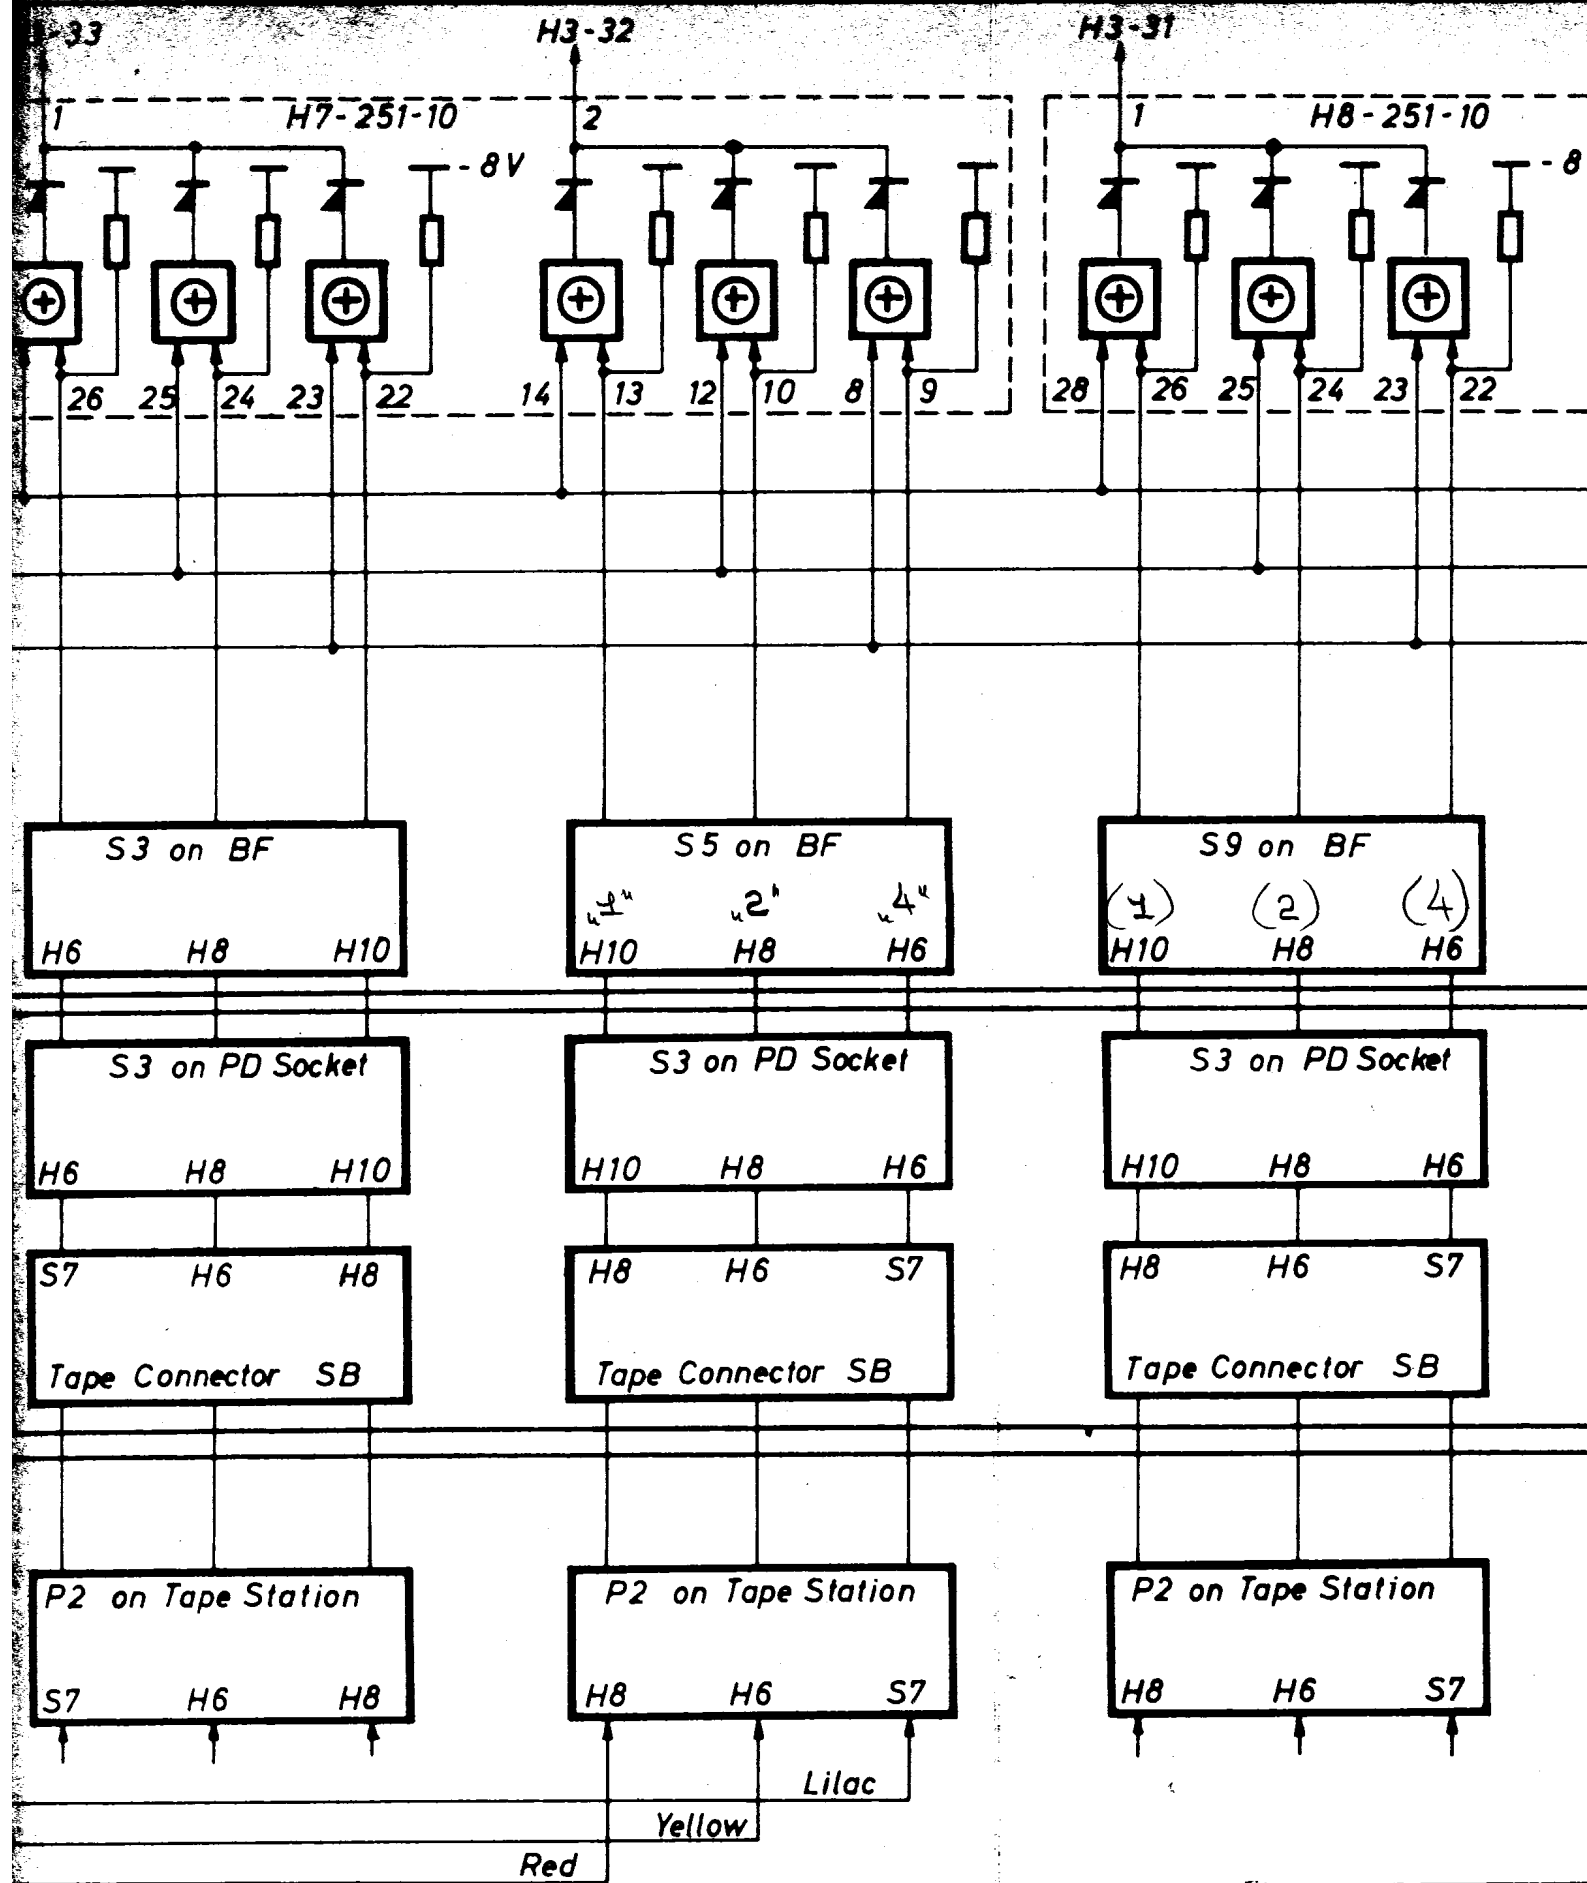 -33 H3-32 H3-31
1 H7-251-10 2 1 H8-251-10
-8V -8
26 25 24 23 22 14 13 12 10 8 9 28 26 25 24 23 22
S3 on BF S5 on BF S9 on BF
„1" „2" „4" (1) (2) (4)
H6 H8 H10 H10 H8 H6 H10 H8 H6
S3 on PD Socket S3 on PD Socket S3 on PD Socket
H6 H8 H10 H10 H8 H6 H10 H8 H6
S7 H6 H8 H8 H6 S7 H8 H6 S7
Tape Connector SB Tape Connector SB Tape Connector SB
P2 on Tape Station P2 on Tape Station P2 on Tape Station
S7 H6 H8 H8 H6 S7 H8 H6 S7
Lilac
Yellow
Red